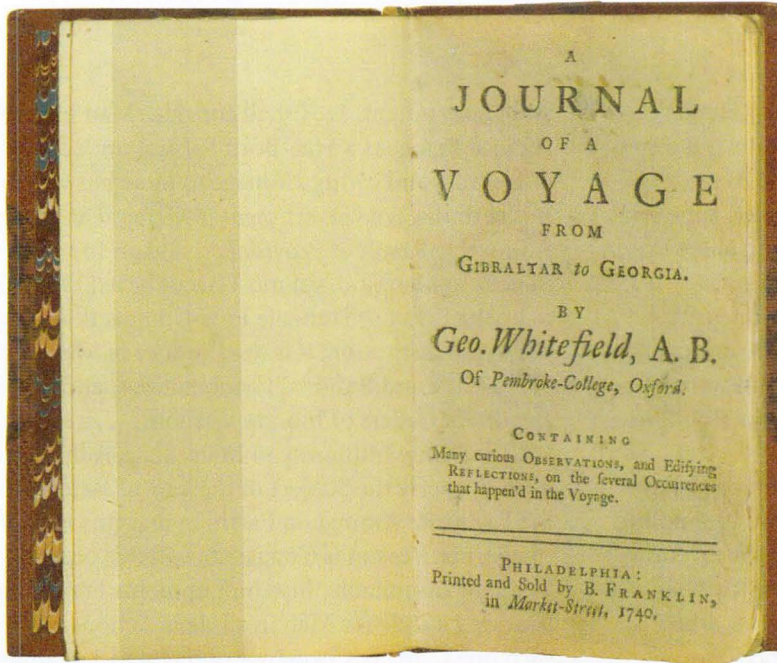 A
JOURNAL
OF A
VOYAGE
FROM
GIBRALTAR to GEORGIA.
BY
Geo. Whitefield, A. B.
Of Pembroke-College, Oxford.
CONTAINING
Many curious OBSERVATIONS, and Edifying
REFLECTIONS, on the ſeveral Occurrences
that happen'd in the Voyage.
PHILADELPHIA:
Printed and Sold by B. FRANKLIN,
in Market-Street, 1740.